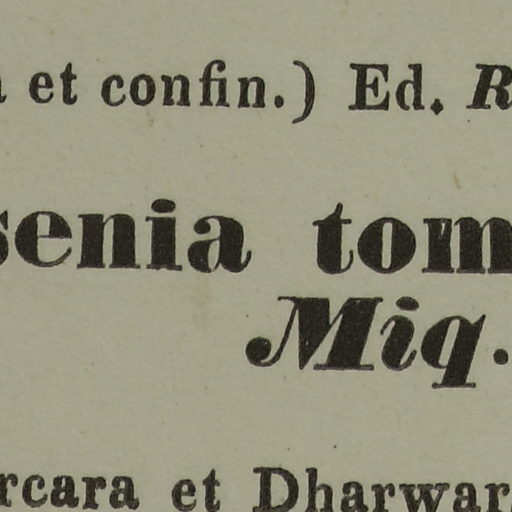 et confin.) Ed. R
senia tom
Miq.
rcara et Dharwar